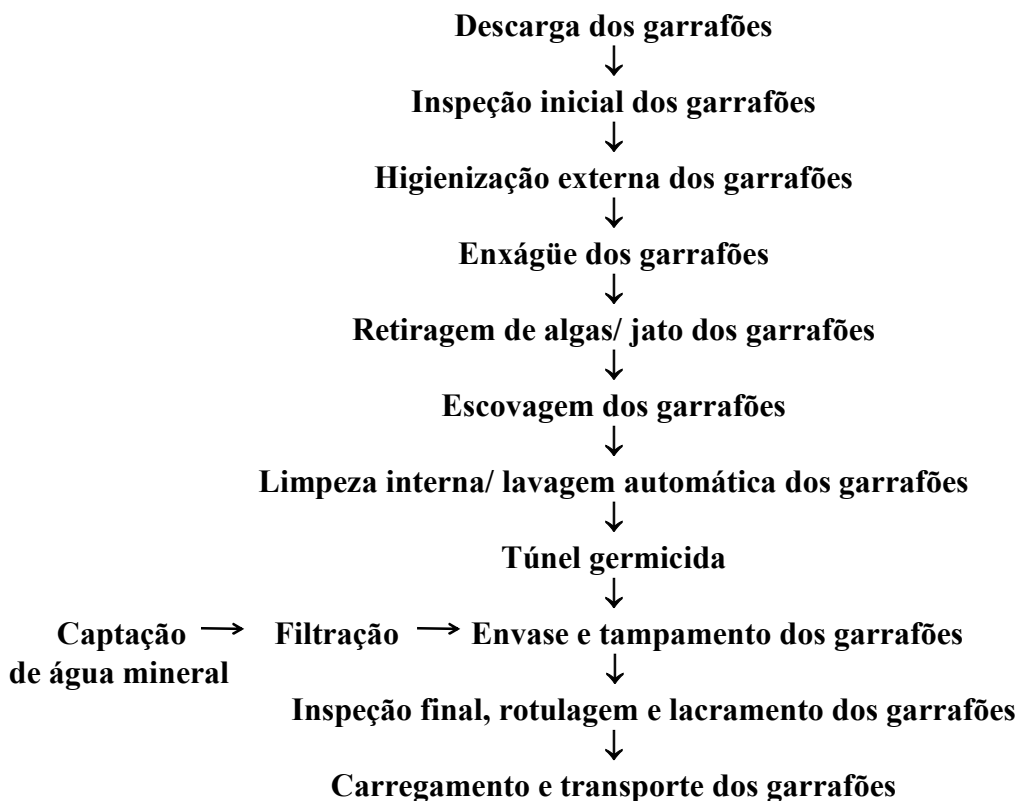 Descarga dos garrafões
Inspeção inicial dos garrafões
Higienização externa dos garrafões
Enxágüe dos garrafões
Retiragem de algas/ jato dos garrafões
Escovagem dos garrafões
Limpeza interna/ lavagem automática dos garrafões
Túnel germicida
Captação
de água mineral
Filtração
Envase e tampamento dos garrafões
Inspeção final, rotulagem e lacramento dos garrafões
Carregamento e transporte dos garrafões